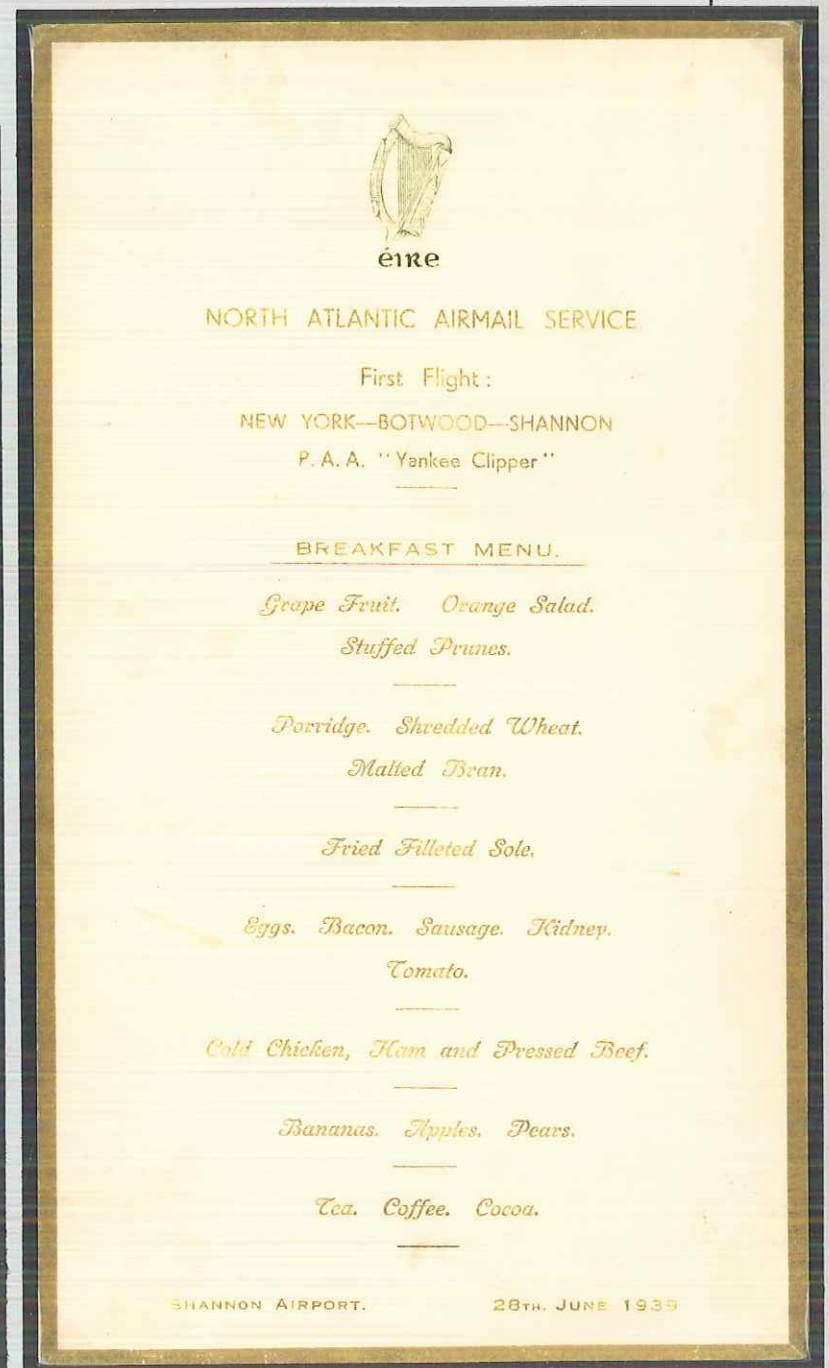 éire
NORTH ATLANTIC AIRMAIL SERVICE
First Flight :
NEW YORK—BOTWOOD—SHANNON
P. A. A. "Yankee Clipper"
BREAKFAST MENU.
Grape Fruit. Orange Salad.
Stuffed Prunes.
Porridge. Shredded Wheat.
Malted Bran.
Fried Filleted Sole.
Eggs. Bacon. Sausage. Kidney.
Tomato.
Cold Chicken, Ham and Pressed Beef.
Bananas. Apples. Pears.
Tea. Coffee. Cocoa.
SHANNON AIRPORT. 28TH. JUNE 1939